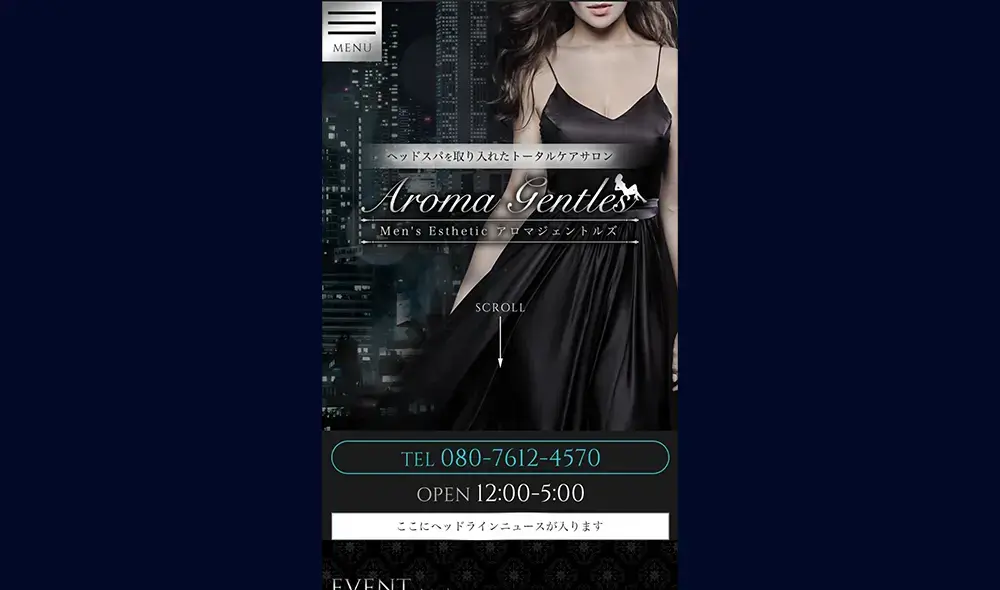 MENU
ヘッドスパを取り入れたトータルケアサロン
Aroma Gentles
Men's Esthetic アロマジェントルズ
SCROLL
TEL 080-7612-4570
OPEN 12:00-5:00
ここにヘッドラインニュースが入ります
EVENT